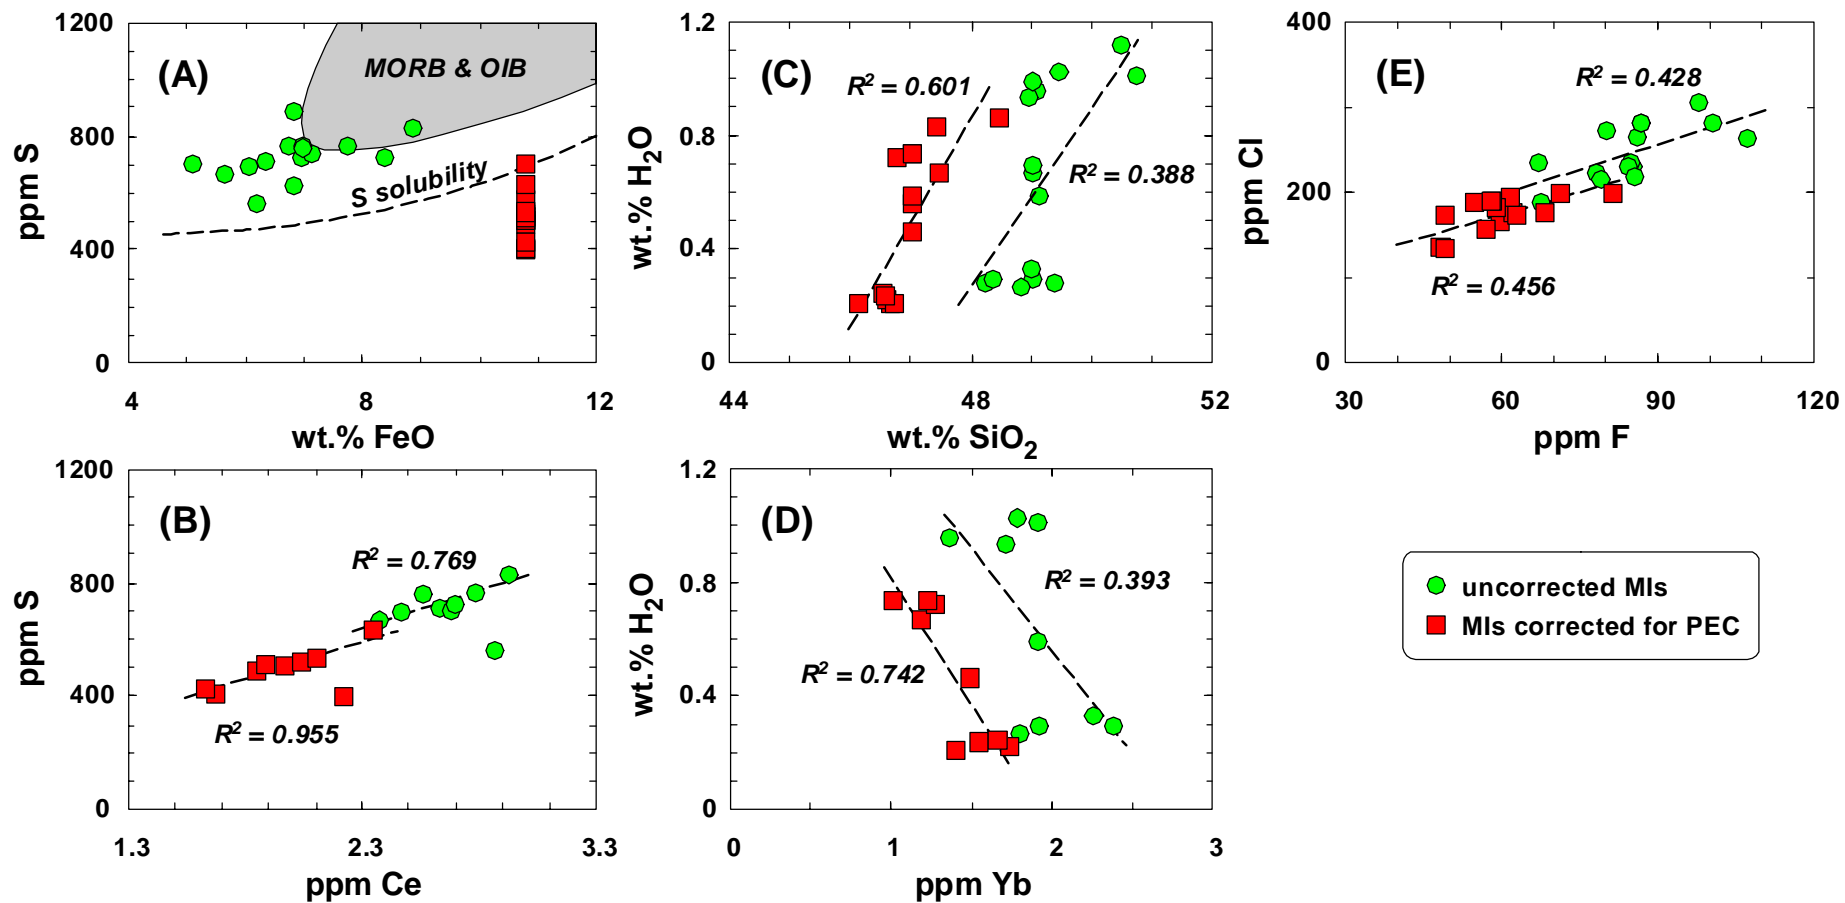 (A)
ppm S
1200
800
400
0
MORB & OIB
S solubility
4 8 12
wt.% FeO
(C)
wt.% H2O
1.2
0.8
0.4
0
R2 = 0.601
R2 = 0.388
44 48 52
wt.% SiO2
(E)
ppm Cl
400
300
200
100
0
R2 = 0.428
R2 = 0.456
30 60 90 120
ppm F
(B)
ppm S
1200
800
400
0
R2 = 0.769
R2 = 0.955
1.3 2.3 3.3
ppm Ce
(D)
wt.% H2O
1.2
0.8
0.4
0
R2 = 0.393
R2 = 0.742
0 1 2 3
ppm Yb
uncorrected MIs
MIs corrected for PEC